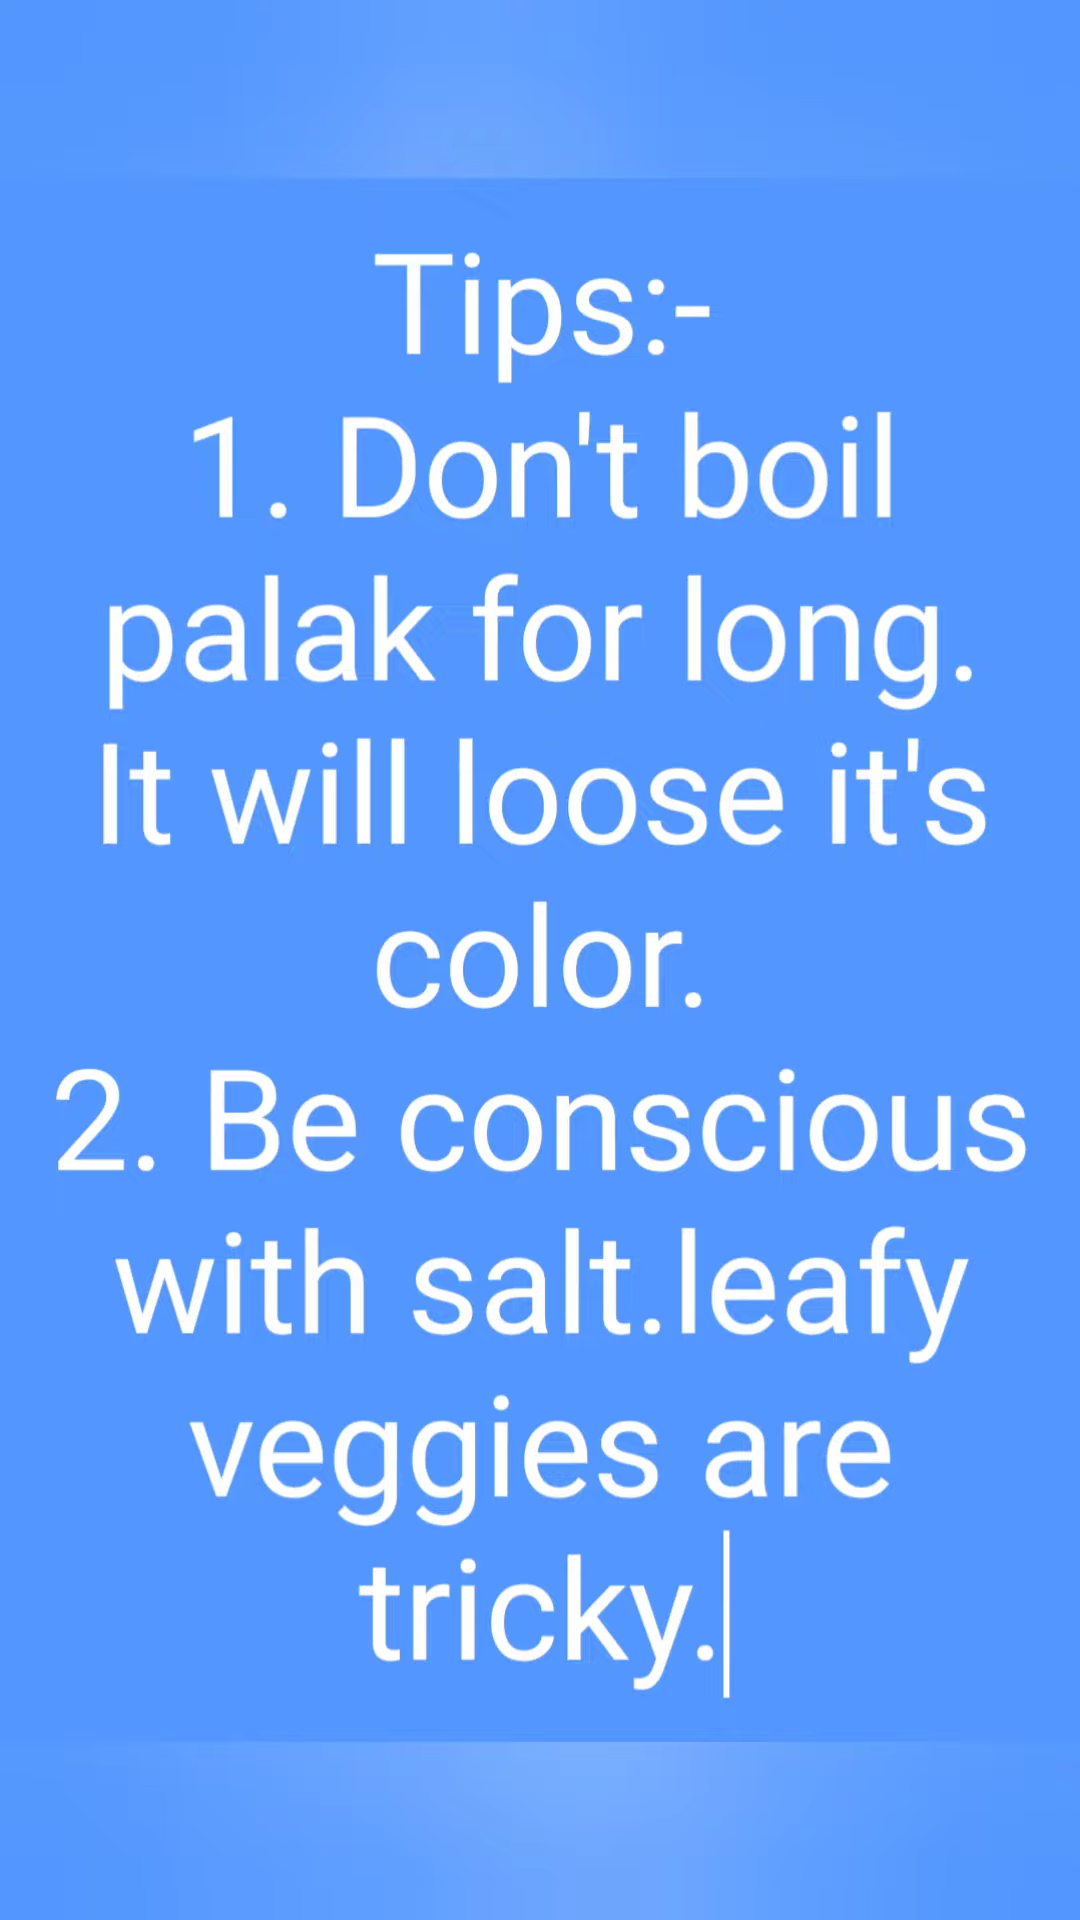 Tips:-
1. Don't boil
palak for long.
It will loose it's
color.
2. Be conscious
with salt.leafy
veggies are
tricky.